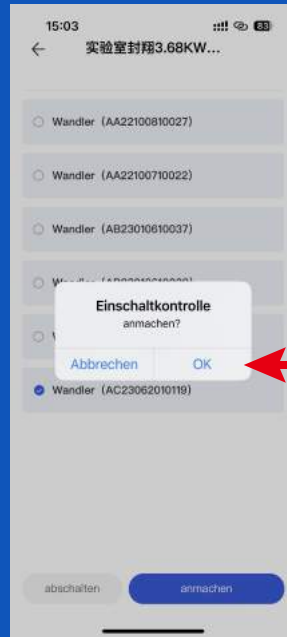 15:03
83
实验室封翔3.68KW...
Wandler (AA22100810027)
Wandler (AA22100710022)
Wandler (AB23010610037)
Einschaltkontrolle
anmachen?
Abbrechen OK
Wandler (AC23062010119)
abschalten anmachen